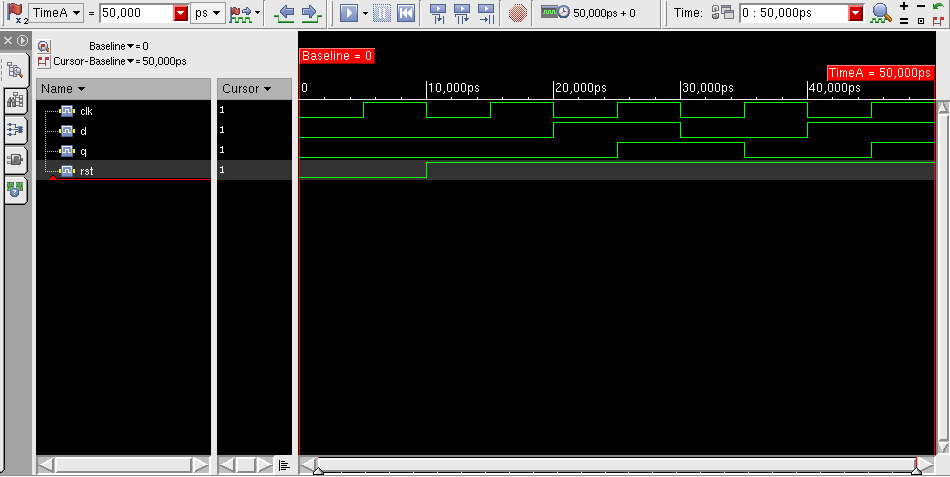 TimeA = 50,000 ps 50,000ps + 0 Time: 0 : 50,000ps
x2
Baseline = 0
Cursor-Baseline = 50,000ps
Baseline = 0
TimeA = 50,000ps
Name Cursor
0 10,000ps 20,000ps 30,000ps 40,000ps
clk 1
d 1
q 1
rst 1